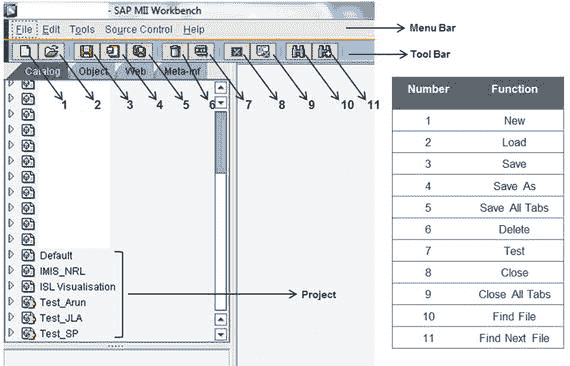 - SAP MII Workbench
File Edit Tools Source Control Help
Menu Bar
Tool Bar
Catalog Object Web Meta-inf
1 2 3 4 5 6 7 8 9 10 11
Default
IMIS_NRL
ISL Visualisation
Test_Arun
Test_JLA
Test_SP
Project
Number Function
1 New
2 Load
3 Save
4 Save As
5 Save All Tabs
6 Delete
7 Test
8 Close
9 Close All Tabs
10 Find File
11 Find Next File